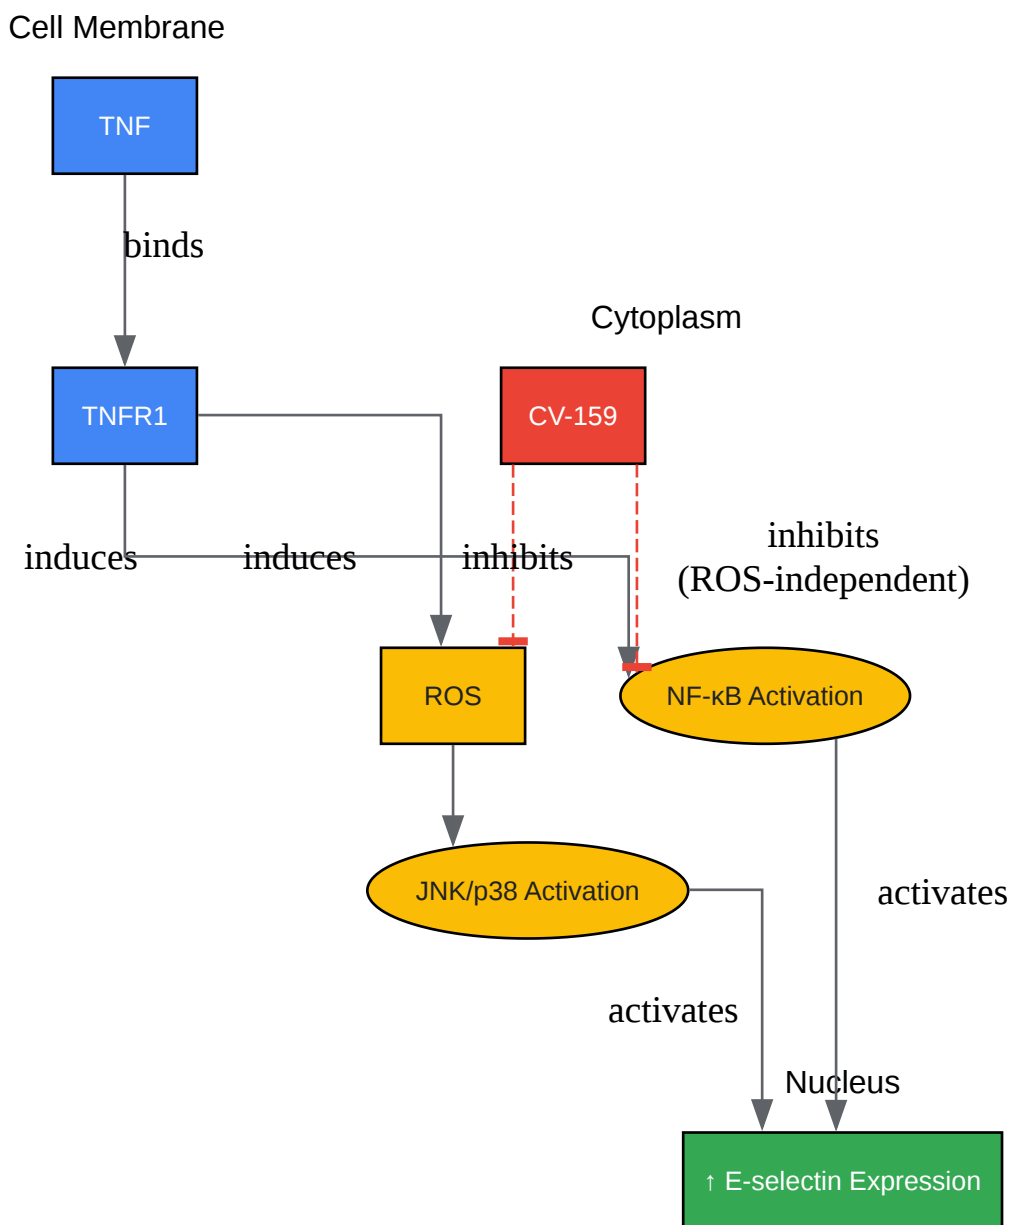 Cell Membrane
TNF
binds
Cytoplasm
TNFR1
CV-159
induces
induces
inhibits
inhibits
(ROS-independent)
ROS
NF-κB Activation
JNK/p38 Activation
activates
activates
Nucleus
↑ E-selectin Expression